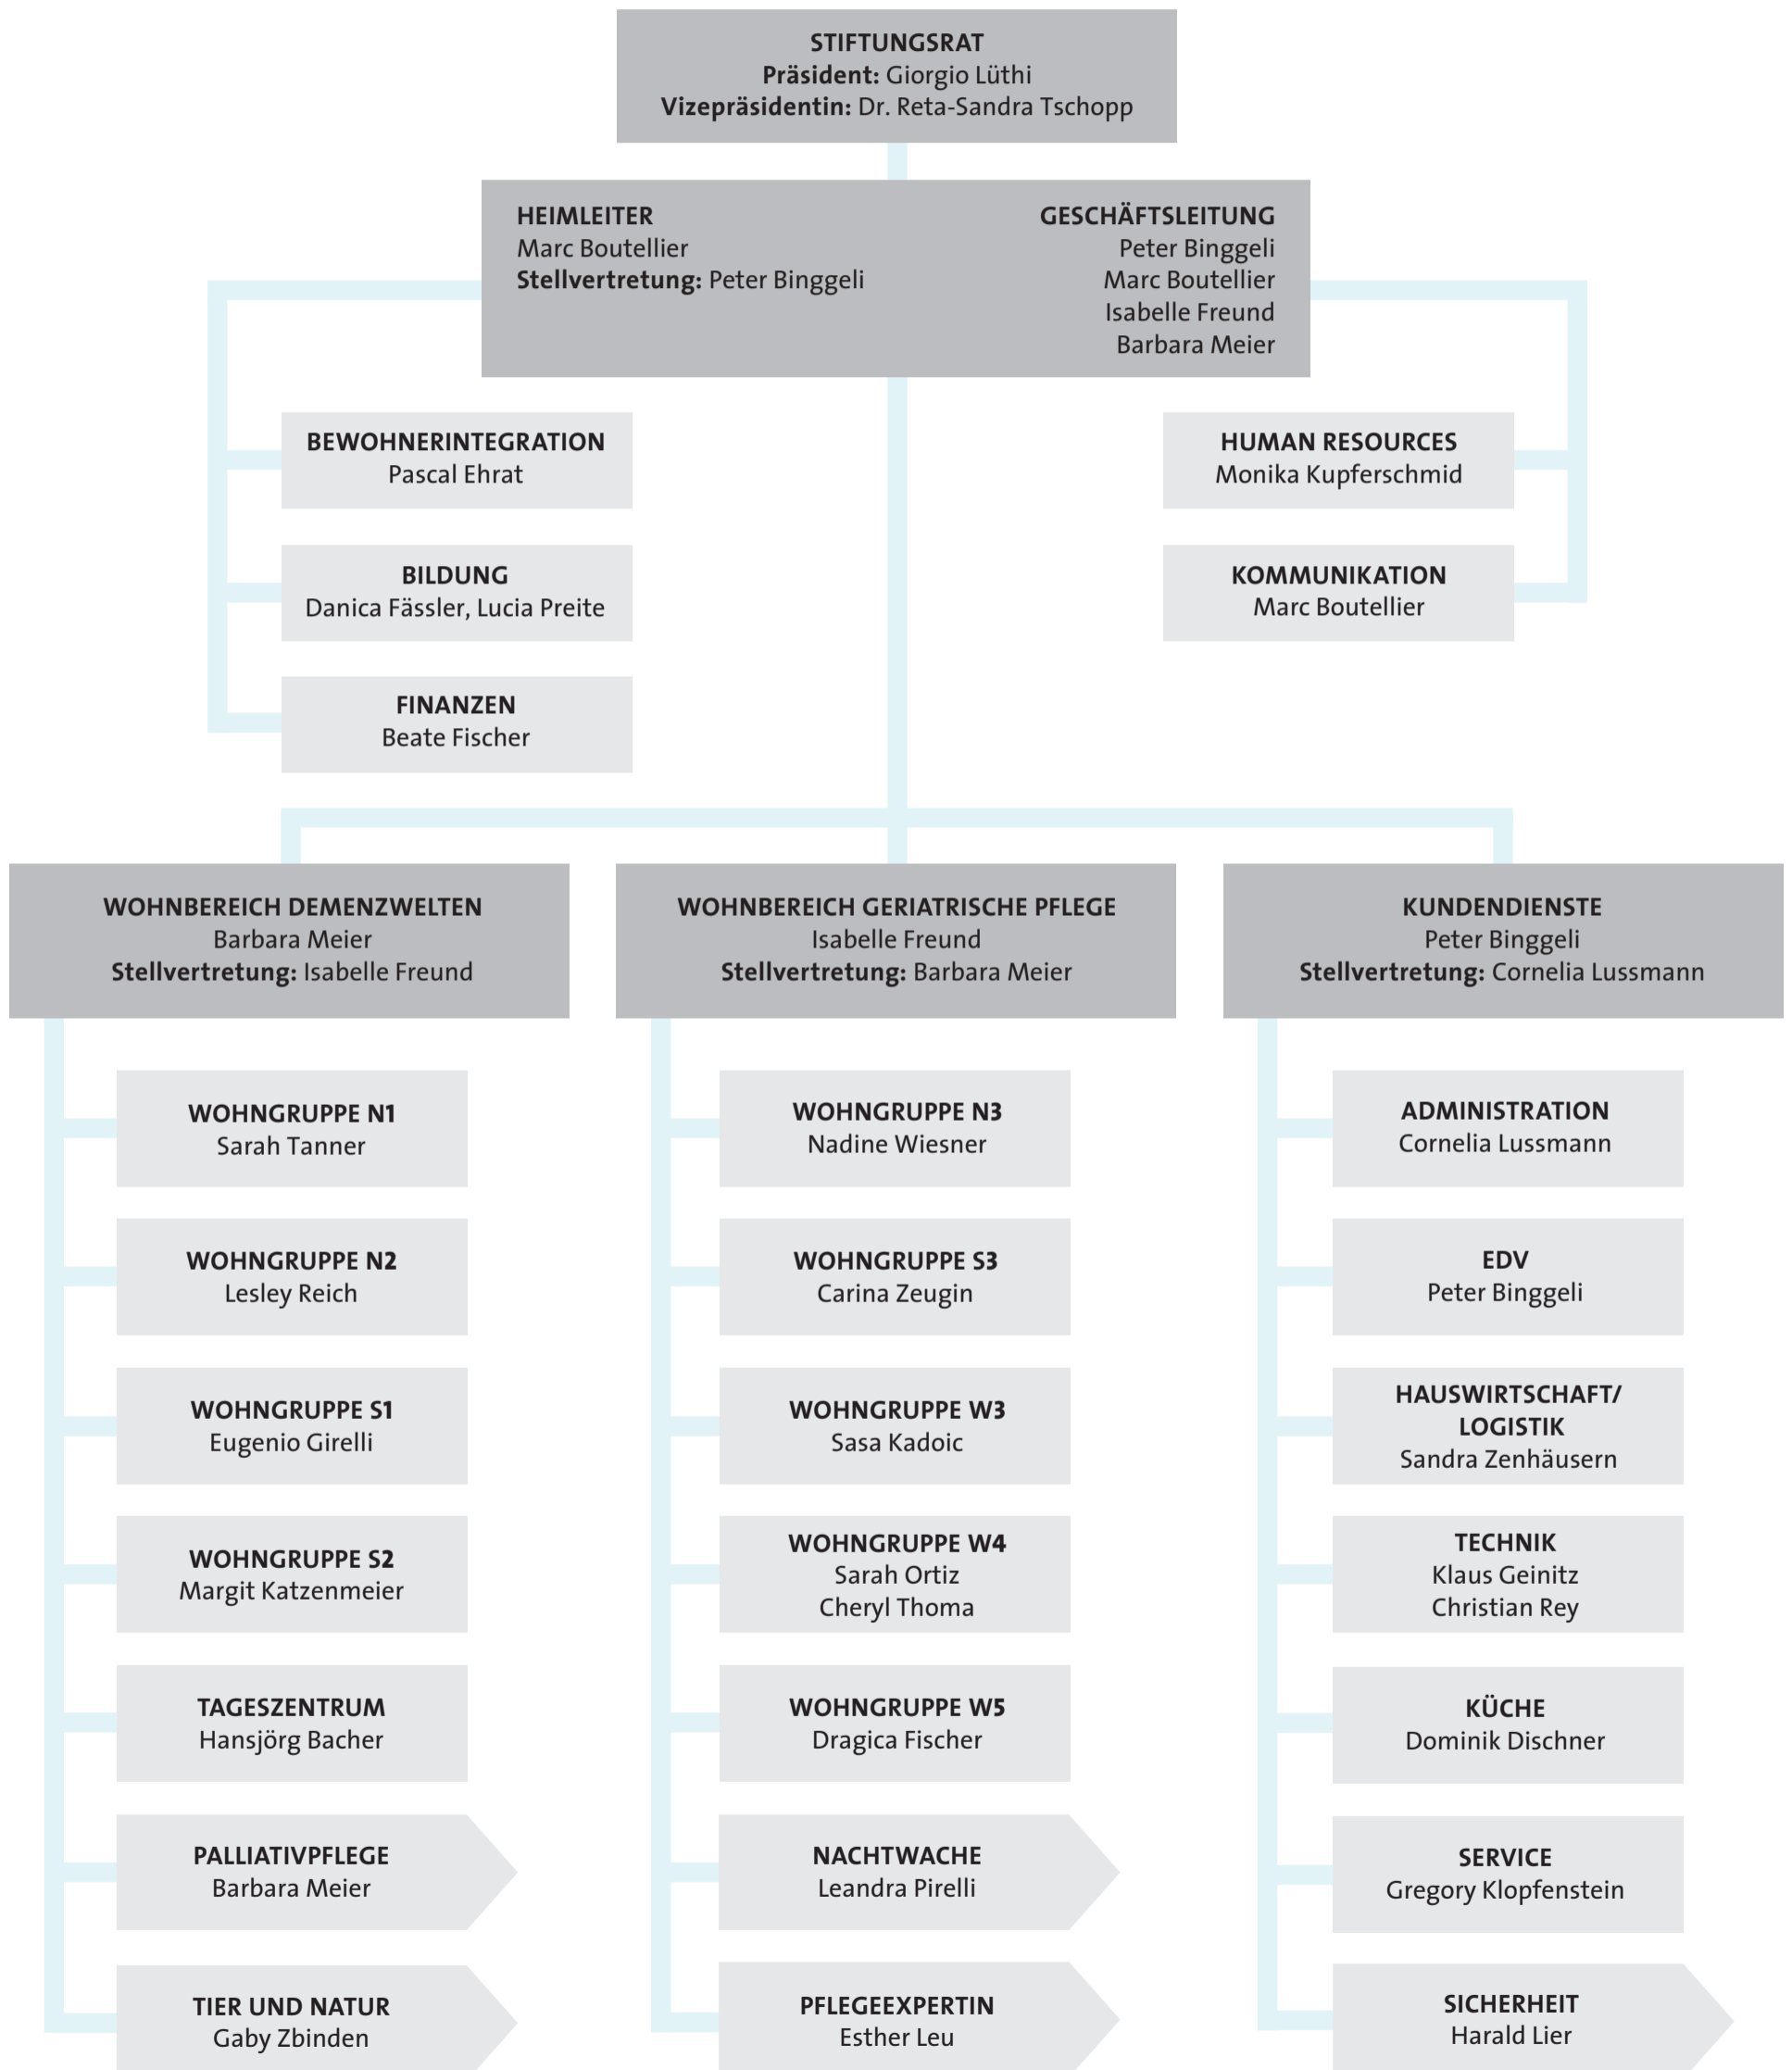 STIFTUNGSRAT
Präsident: Giorgio Lüthi
Vizepräsidentin: Dr. Reta-Sandra Tschopp
HEIMLEITER
Marc Boutellier
Stellvertretung: Peter Binggeli
GESCHÄFTSLEITUNG
Peter Binggeli
Marc Boutellier
Isabelle Freund
Barbara Meier
BEWOHNERINTEGRATION
Pascal Ehrat
BILDUNG
Danica Fässler, Lucia Preite
FINANZEN
Beate Fischer
HUMAN RESOURCES
Monika Kupferschmid
KOMMUNIKATION
Marc Boutellier
WOHNBEREICH DEMENZWELTEN
Barbara Meier
Stellvertretung: Isabelle Freund
WOHNGRUPPE N1
Sarah Tanner
WOHNGRUPPE N2
Lesley Reich
WOHNGRUPPE S1
Eugenio Girelli
WOHNGRUPPE S2
Margit Katzenmeier
TAGESZENTRUM
Hansjörg Bacher
PALLIATIVPFLEGE
Barbara Meier
TIER UND NATUR
Gaby Zbinden
WOHNBEREICH GERIATRISCHE PFLEGE
Isabelle Freund
Stellvertretung: Barbara Meier
WOHNGRUPPE N3
Nadine Wiesner
WOHNGRUPPE S3
Carina Zeugin
WOHNGRUPPE W3
Sasa Kadoic
WOHNGRUPPE W4
Sarah Ortiz
Cheryl Thoma
WOHNGRUPPE W5
Dragica Fischer
NACHTWACHE
Leandra Pirelli
PFLEGEEXPERTIN
Esther Leu
KUNDENDIENSTE
Peter Binggeli
Stellvertretung: Cornelia Lussmann
ADMINISTRATION
Cornelia Lussmann
EDV
Peter Binggeli
HAUSWIRTSCHAFT/
LOGISTIK
Sandra Zenhäusern
TECHNIK
Klaus Geinitz
Christian Rey
KÜCHE
Dominik Dischner
SERVICE
Gregory Klopfenstein
SICHERHEIT
Harald Lier